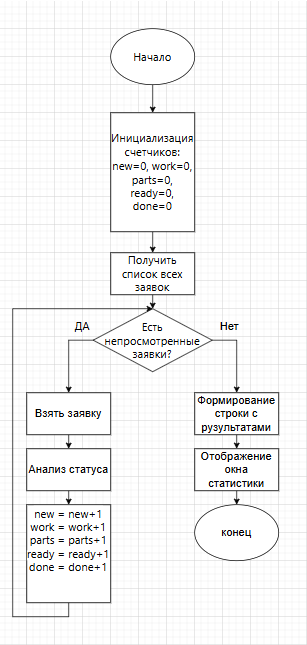 Начало
Инициализация
счетчиков:
new=0, work=0,
parts=0,
ready=0,
done=0
Получить
список всех
заявок
ДА
Есть
непросмотренные
заявки?
Нет
Взять заявку
Анализ статуса
new = new+1
work = work+1
parts = parts+1
ready = ready+1
done = done+1
Формирование
строки с
рузультатами
Отображение
окна
статистики
конец